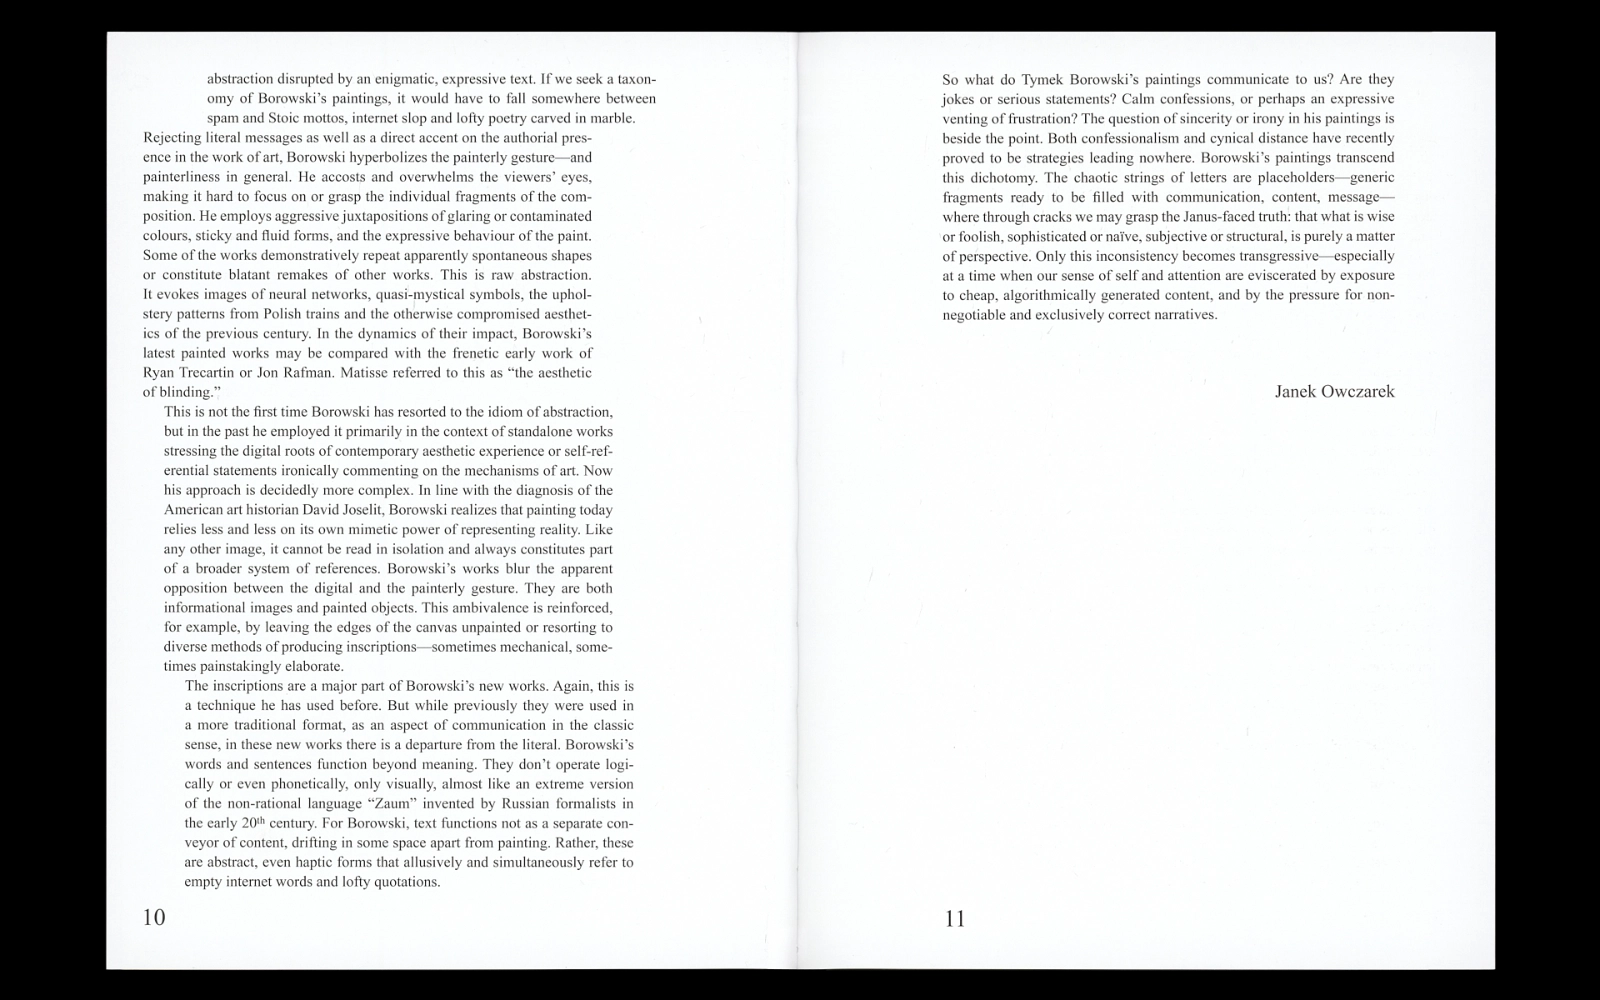 abstraction disrupted by an enigmatic, expressive text. If we seek a taxon-
omy of Borowski's paintings, it would have to fall somewhere between
spam and Stoic mottos, internet slop and lofty poetry carved in marble.
Rejecting literal messages as well as a direct accent on the authorial pres-
ence in the work of art, Borowski hyperbolizes the painterly gesture—and
painterliness in general. He accosts and overwhelms the viewers' eyes,
making it hard to focus on or grasp the individual fragments of the com-
position. He employs aggressive juxtapositions of glaring or contaminated
colours, sticky and fluid forms, and the expressive behaviour of the paint.
Some of the works demonstratively repeat apparently spontaneous shapes
or constitute blatant remakes of other works. This is raw abstraction.
It evokes images of neural networks, quasi-mystical symbols, the uphol-
stery patterns from Polish trains and the otherwise compromised aesthet-
ics of the previous century. In the dynamics of their impact, Borowski's
latest painted works may be compared with the frenetic early work of
Ryan Trecartin or Jon Rafman. Matisse referred to this as “the aesthetic
of blinding.”
This is not the first time Borowski has resorted to the idiom of abstraction,
but in the past he employed it primarily in the context of standalone works
stressing the digital roots of contemporary aesthetic experience or self-ref-
erential statements ironically commenting on the mechanisms of art. Now
his approach is decidedly more complex. In line with the diagnosis of the
American art historian David Joselit, Borowski realizes that painting today
relies less and less on its own mimetic power of representing reality. Like
any other image, it cannot be read in isolation and always constitutes part
of a broader system of references. Borowski's works blur the apparent
opposition between the digital and the painterly gesture. They are both
informational images and painted objects. This ambivalence is reinforced,
for example, by leaving the edges of the canvas unpainted or resorting to
diverse methods of producing inscriptions—sometimes mechanical, some-
times painstakingly elaborate.
The inscriptions are a major part of Borowski's new works. Again, this is
a technique he has used before. But while previously they were used in
a more traditional format, as an aspect of communication in the classic
sense, in these new works there is a departure from the literal. Borowski's
words and sentences function beyond meaning. They don't operate logi-
cally or even phonetically, only visually, almost like an extreme version
of the non-rational language “Zaum” invented by Russian formalists in
the early 20th century. For Borowski, text functions not as a separate con-
veyor of content, drifting in some space apart from painting. Rather, these
are abstract, even haptic forms that allusively and simultaneously refer to
empty internet words and lofty quotations.
10
So what do Tymek Borowski's paintings communicate to us? Are they
jokes or serious statements? Calm confessions, or perhaps an expressive
venting of frustration? The question of sincerity or irony in his paintings is
beside the point. Both confessionalism and cynical distance have recently
proved to be strategies leading nowhere. Borowski's paintings transcend
this dichotomy. The chaotic strings of letters are placeholders—generic
fragments ready to be filled with communication, content, message—
where through cracks we may grasp the Janus-faced truth: that what is wise
or foolish, sophisticated or naïve, subjective or structural, is purely a matter
of perspective. Only this inconsistency becomes transgressive—especially
at a time when our sense of self and attention are eviscerated by exposure
to cheap, algorithmically generated content, and by the pressure for non-
negotiable and exclusively correct narratives.
Janek Owczarek
11